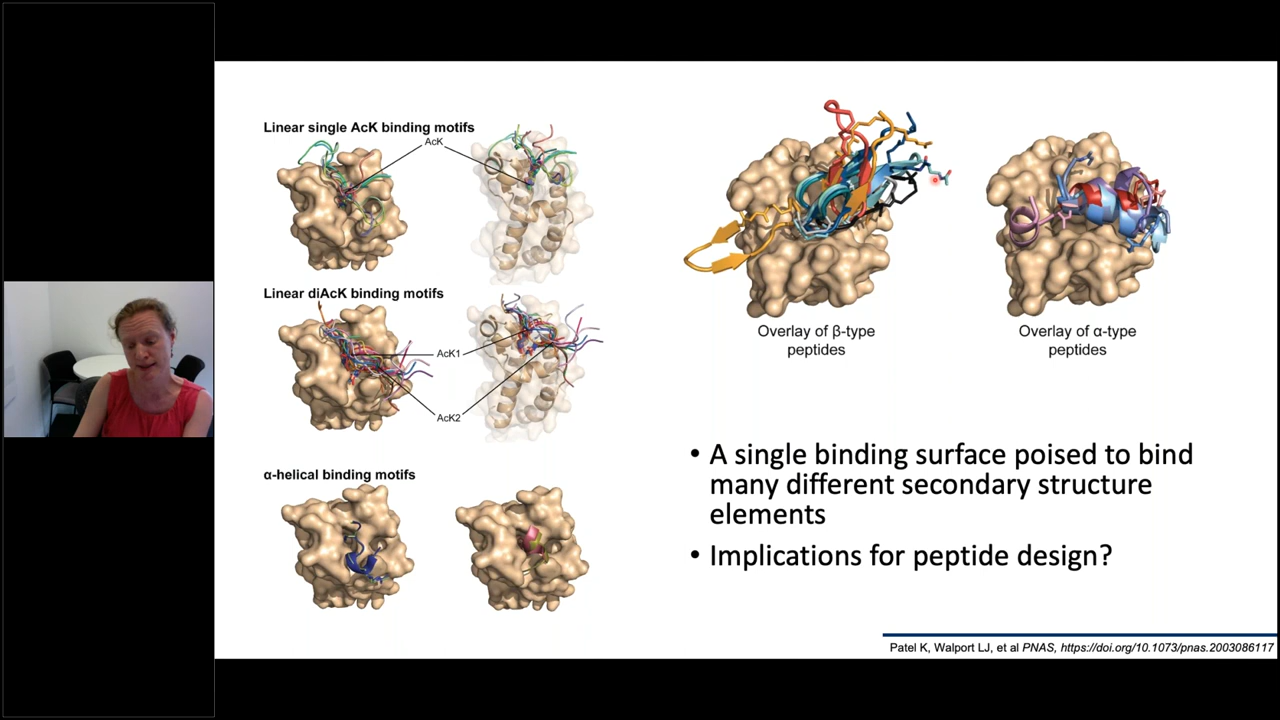 Linear single AcK binding motifs
AcK
Linear diAcK binding motifs
AcK1
AcK2
α-helical binding motifs
Overlay of β-type
peptides
Overlay of α-type
peptides
• A single binding surface poised to bind
many different secondary structure
elements
• Implications for peptide design?
Patel K, Walport LJ, et al PNAS, https://doi.org/10.1073/pnas.2003086117